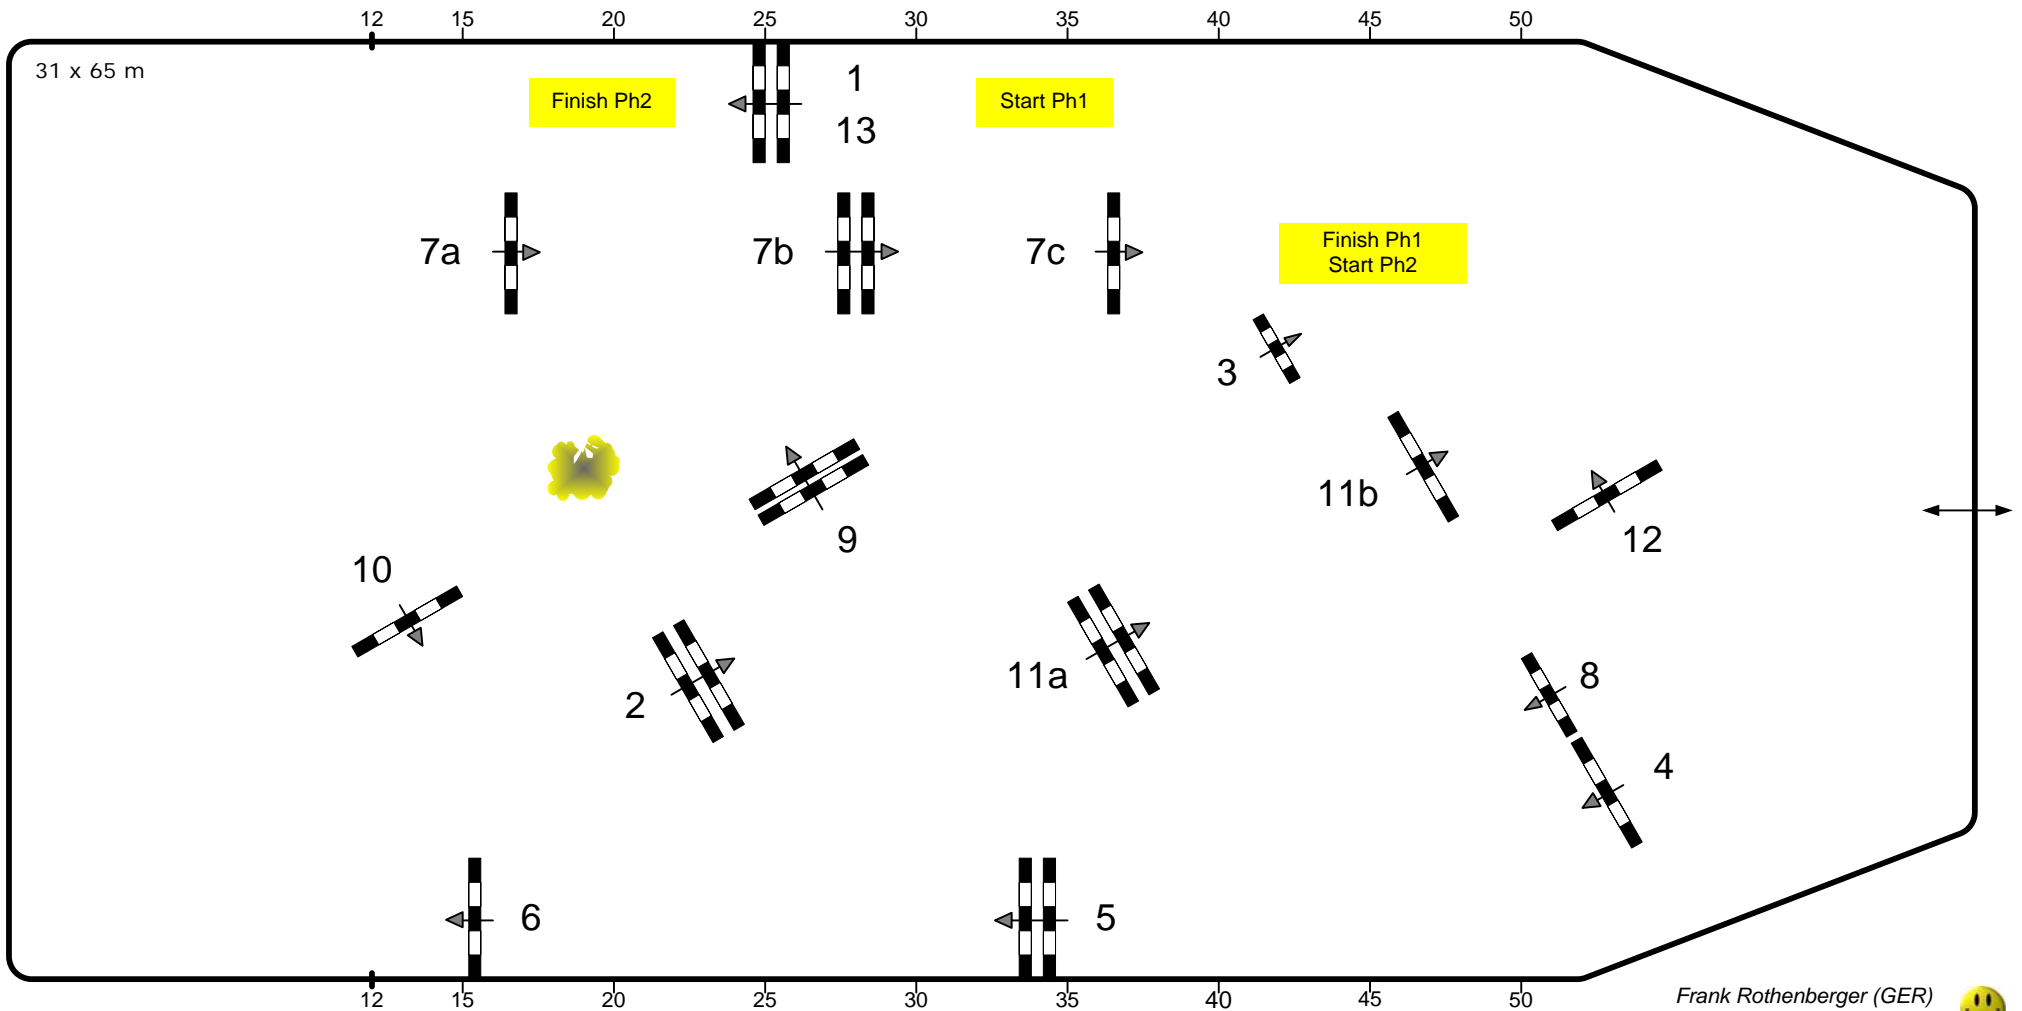 12 15 20 25 30 35 40 45 50
31 x 65 m
1
Finish Ph2
Start Ph1
13
7a
7b
7c
Finish Ph1
Start Ph2
3
11b
9
12
10
11a
2
8
4
6
5
12 15 20 25 30 35 40 45 50
Frank Rothenberger (GER)